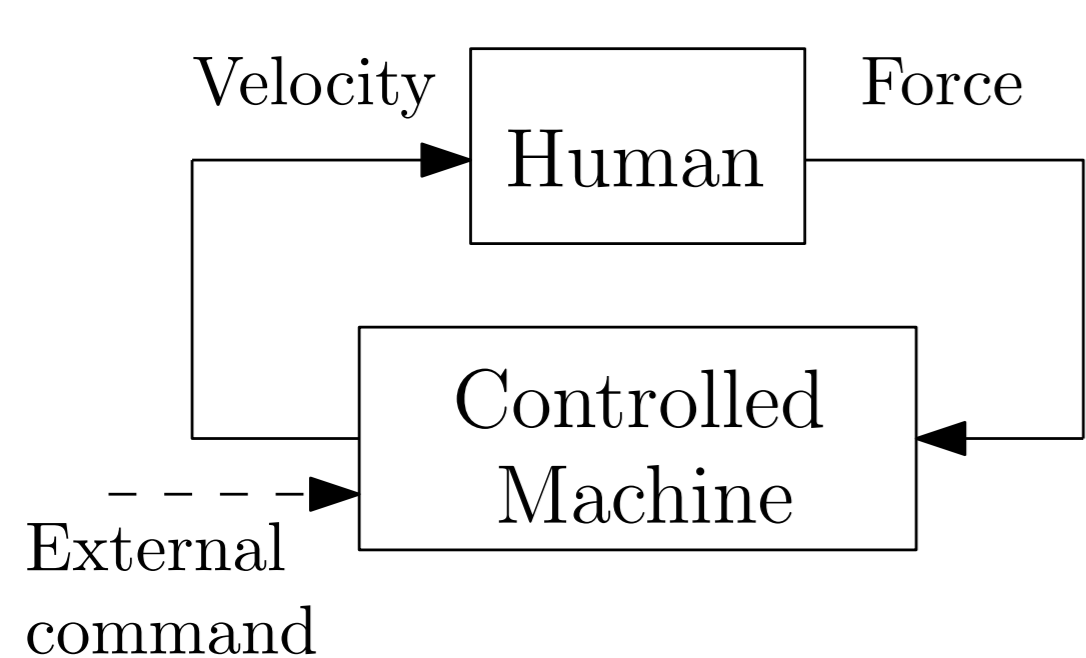 Velocity
Human
Force
Controlled
Machine
External
command